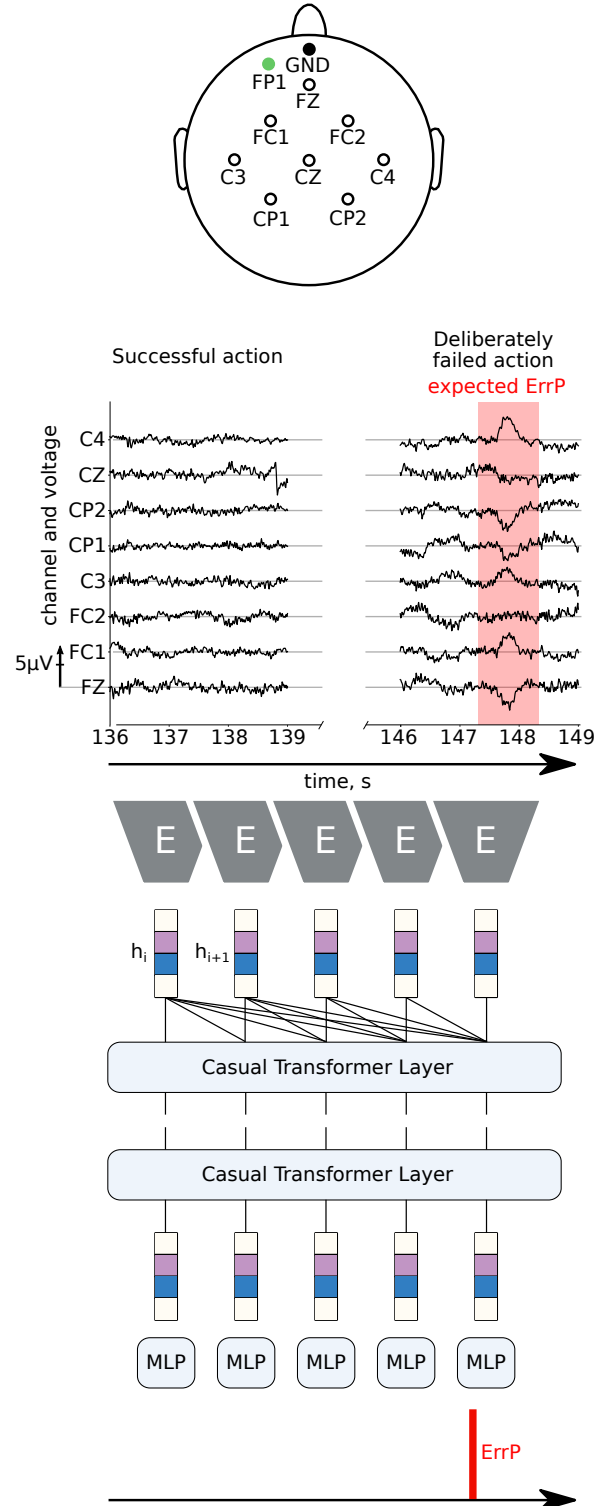 GND
FP1
FZ
FC1 FC2
C3 CZ C4
CP1 CP2
Successful action
Deliberately
failed action
expected ErrP
channel and voltage
C4
CZ
CP2
CP1
C3
FC2
FC1
5μV
FZ
136 137 138 139 146 147 148 149
time, s
E E E E E
hi hi+1
Casual Transformer Layer
Casual Transformer Layer
MLP MLP MLP MLP MLP
ErrP